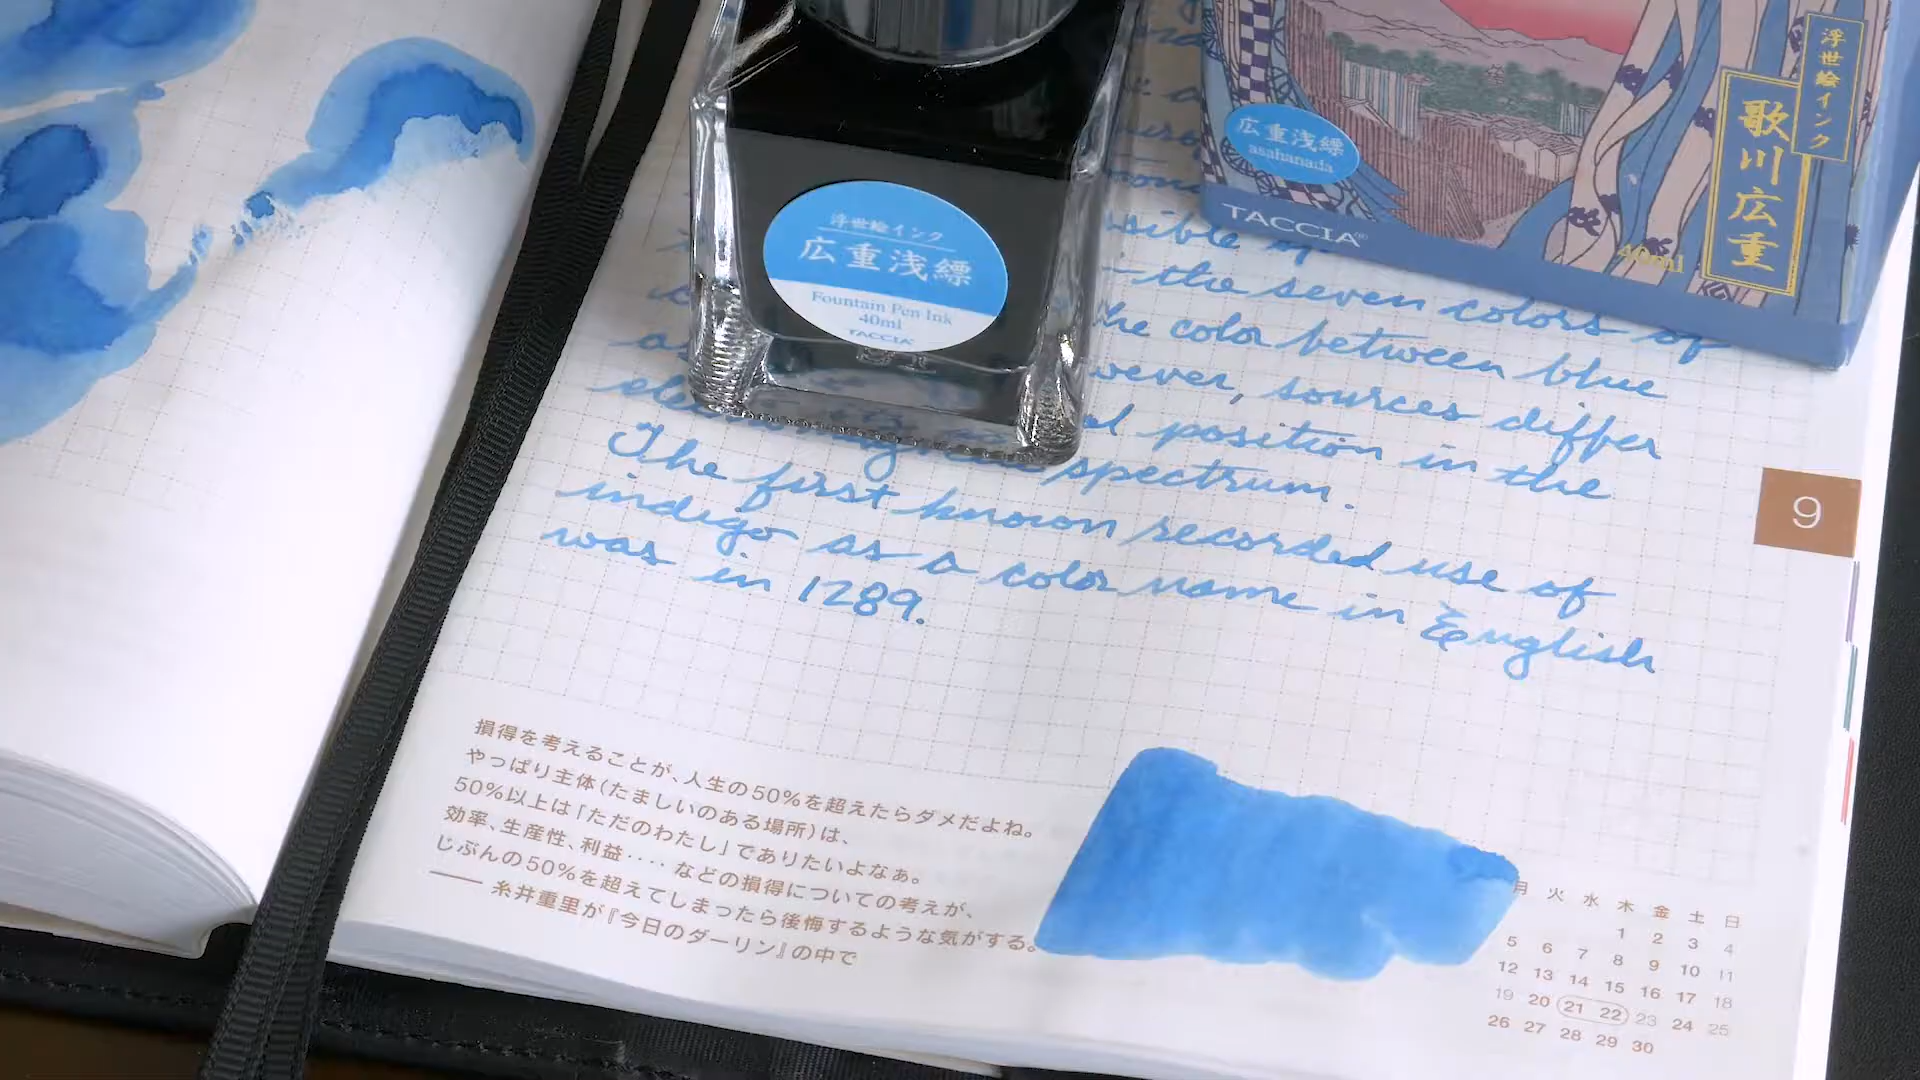 浮世絵インク
歌川広重
40ml
広重浅縹
asahanada
TACCIA®
浮世絵インク
広重浅縹
Fountain Pen Ink
40ml
TACCIA
the seven colors of
the color between blue
sources differ
position in the
spectrum.
The first known recorded use of
indigo as a color name in English
was in 1289.
9
損得を考えることが、人生の50%を超えたらダメだよね。
やっぱり主体(たましいのある場所)は、
50%以上は「ただのわたし」でありたいよなぁ。
効率、生産性、利益‥‥などの損得についての考えが、
じぶんの50%を超えてしまったら後悔するような気がする。
── 糸井重里が『今日のダーリン』の中で
月 火 水 木 金 土 日
1 2 3 4
5 6 7 8 9 10 11
12 13 14 15 16 17 18
19 20 21 22 23 24 25
26 27 28 29 30